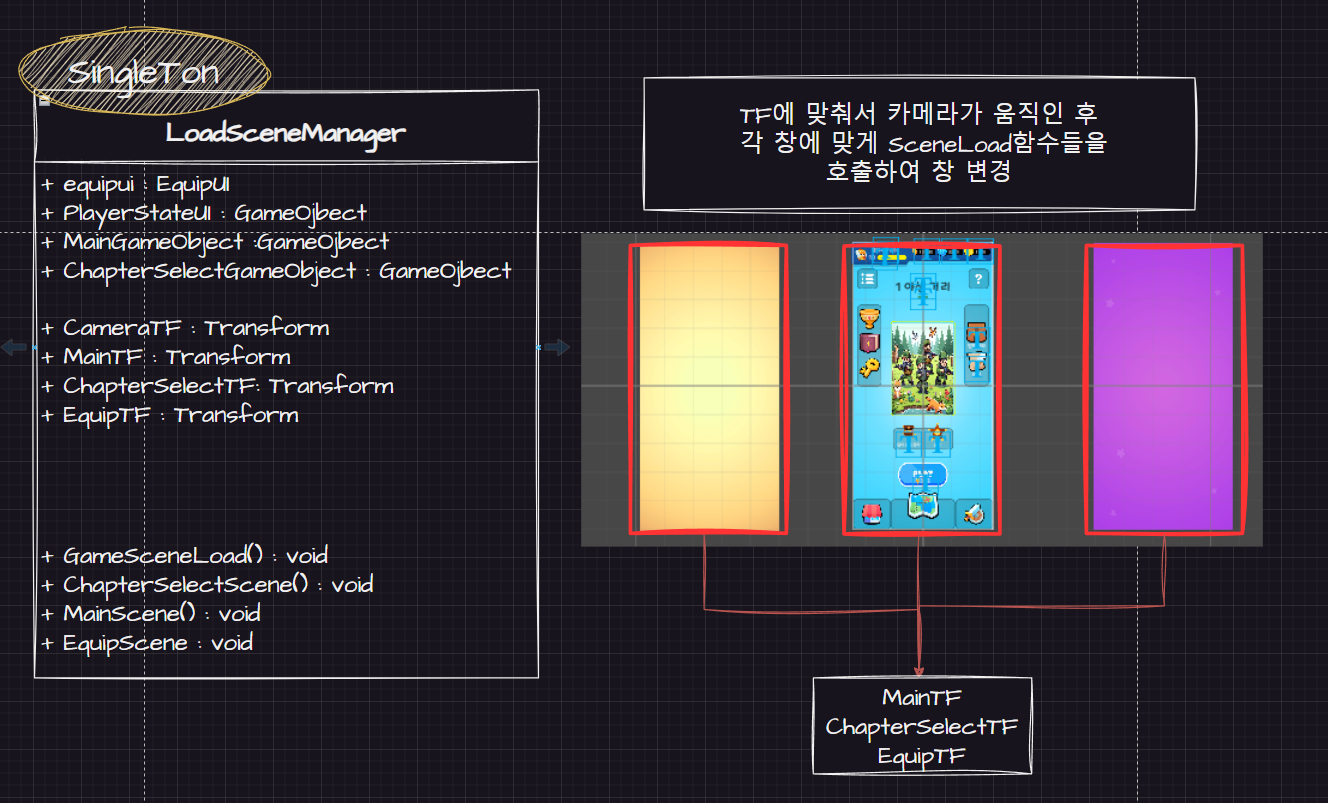 SingleTon
LoadSceneManager
+ equipui : EquipUI
+ PlayerStateUI : GameOjbect
+ MainGameObject :GameOjbect
+ ChapterSelectGameObject : GameOjbect
+ CameraTF : Transform
+ MainTF : Transform
+ ChapterSelectTF: Transform
+ EquipTF : Transform
+ GameSceneLoad() : void
+ ChapterSelectScene() : void
+ MainScene() : void
+ EquipScene : void
TF에 맞춰서 카메라가 움직인 후
각 창에 맞게 SceneLoad함수들을
호출하여 창 변경
?
MainTF
ChapterSelectTF
EquipTF